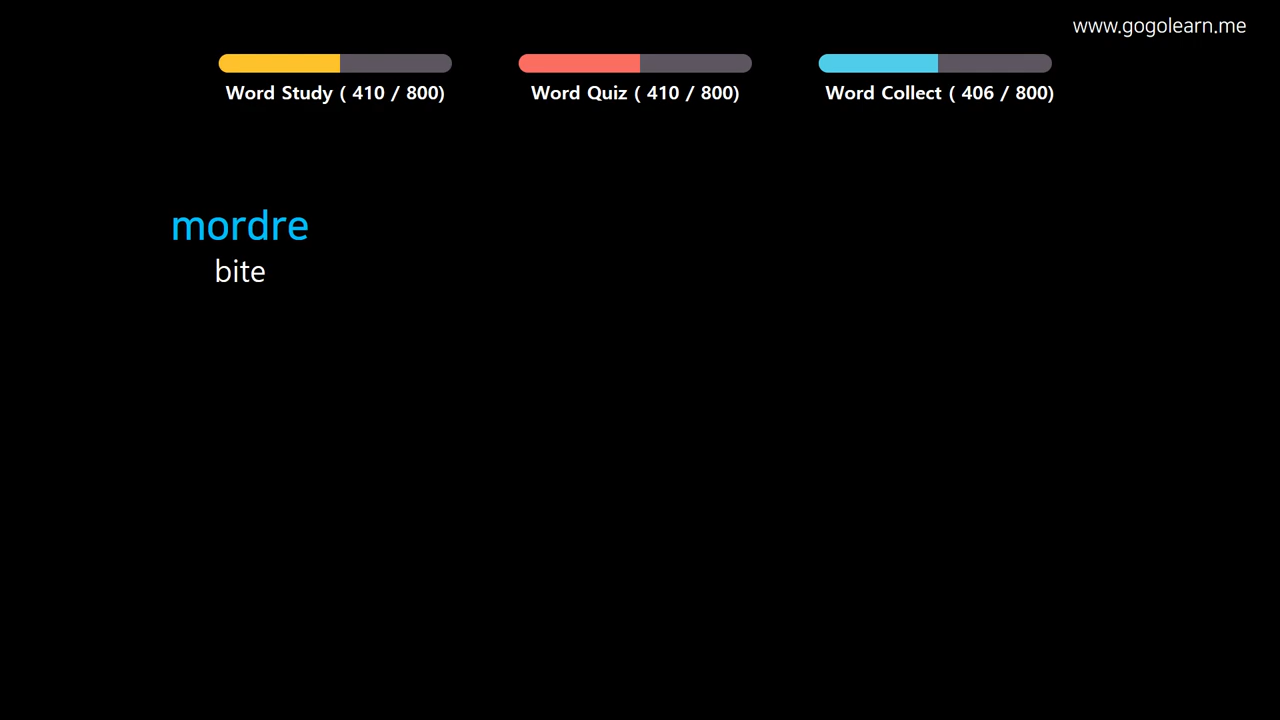 www.gogolearn.me
Word Study ( 410 / 800)
Word Quiz ( 410 / 800)
Word Collect ( 406 / 800)
mordre
bite